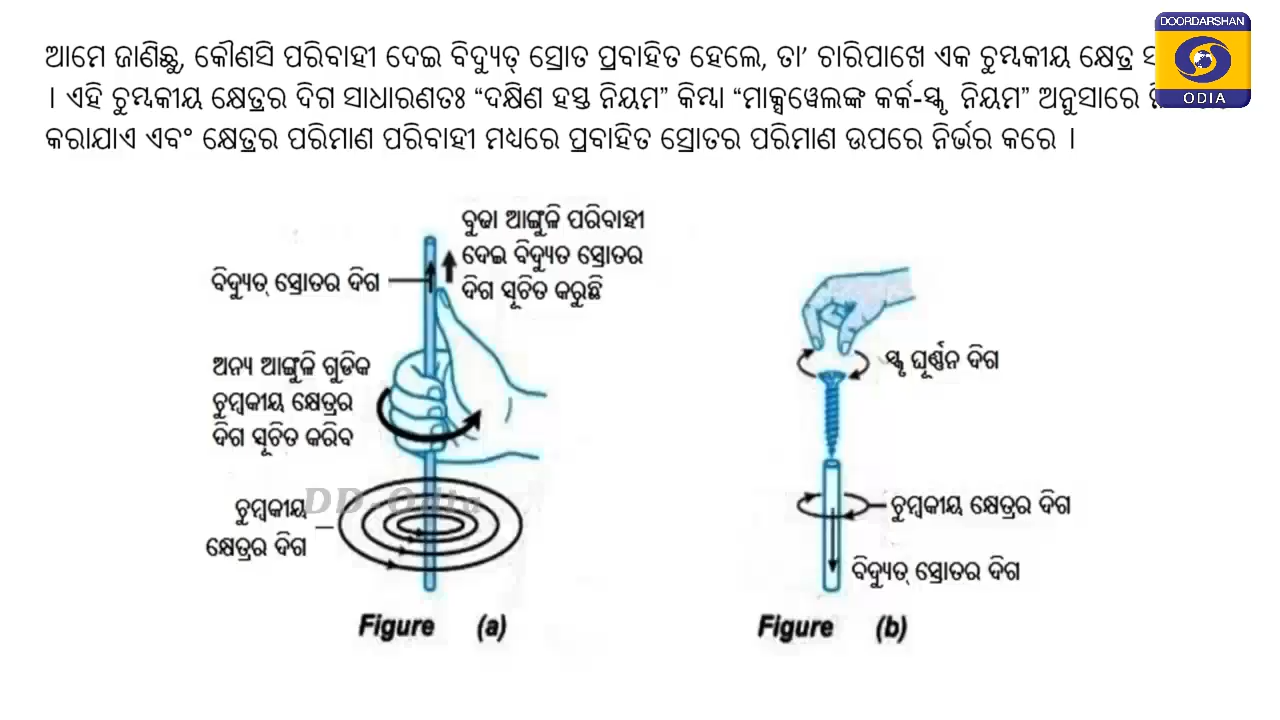 ଆମେ ଜାଣିଛୁ, କୌଣସି ପରିବାହୀ ଦେଇ ବିଦ୍ୟୁତ୍ ସ୍ରୋତ ପ୍ରବାହିତ ହେଲେ, ତା’ ଚାରିପାଖେ ଏକ ଚୁମ୍ବକୀୟ କ୍ଷେତ୍ର
। ଏହି ଚୁମ୍ବକୀୟ କ୍ଷେତ୍ରର ଦିଗ ସାଧାରଣତଃ “ଦକ୍ଷିଣ ହସ୍ତ ନିୟମ” କିମ୍ବା “ମାକ୍ସୱେଲଙ୍କ କର୍କ-ସ୍କୃ ନିୟମ” ଅନୁସାରେ
କରାଯାଏ ଏବଂ କ୍ଷେତ୍ରର ପରିମାଣ ପରିବାହୀ ମଧ୍ୟରେ ପ୍ରବାହିତ ସ୍ରୋତର ପରିମାଣ ଉପରେ ନିର୍ଭର କରେ ।
DOORDARSHAN
ODIA
ବୁଢା ଆଙ୍ଗୁଳି ପରିବାହୀ
ଦେଇ ବିଦ୍ୟୁତ ସ୍ରୋତର
ଦିଗ ସୂଚିତ କରୁଛି
ବିଦ୍ୟୁତ୍ ସ୍ରୋତର ଦିଗ
ଅନ୍ୟ ଆଙ୍ଗୁଳି ଗୁଡିକ
ଚୁମ୍ବକୀୟ କ୍ଷେତ୍ରର
ଦିଗ ସୂଚିତ କରିବ
DD-Odia
ଚୁମ୍ବକୀୟ
କ୍ଷେତ୍ରର ଦିଗ
Figure (a)
ସ୍କୃ ଘୂର୍ଣ୍ଣନ ଦିଗ
ଚୁମ୍ବକୀୟ କ୍ଷେତ୍ରର ଦିଗ
ବିଦ୍ୟୁତ୍ ସ୍ରୋତର ଦିଗ
Figure (b)